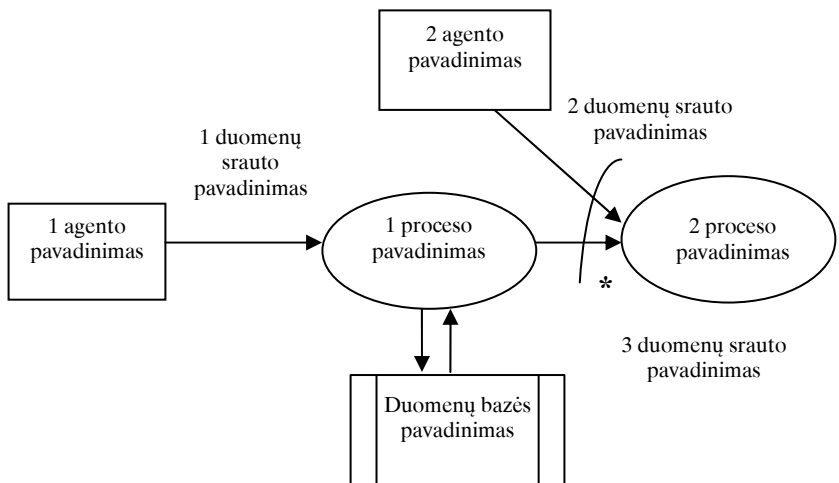 2 agento
pavadinimas
2 duomenų srauto
pavadinimas
1 duomenų
srauto
pavadinimas
1 agento
pavadinimas
1 proceso
pavadinimas
2 proceso
pavadinimas
*
3 duomenų srauto
pavadinimas
Duomenų bazės
pavadinimas